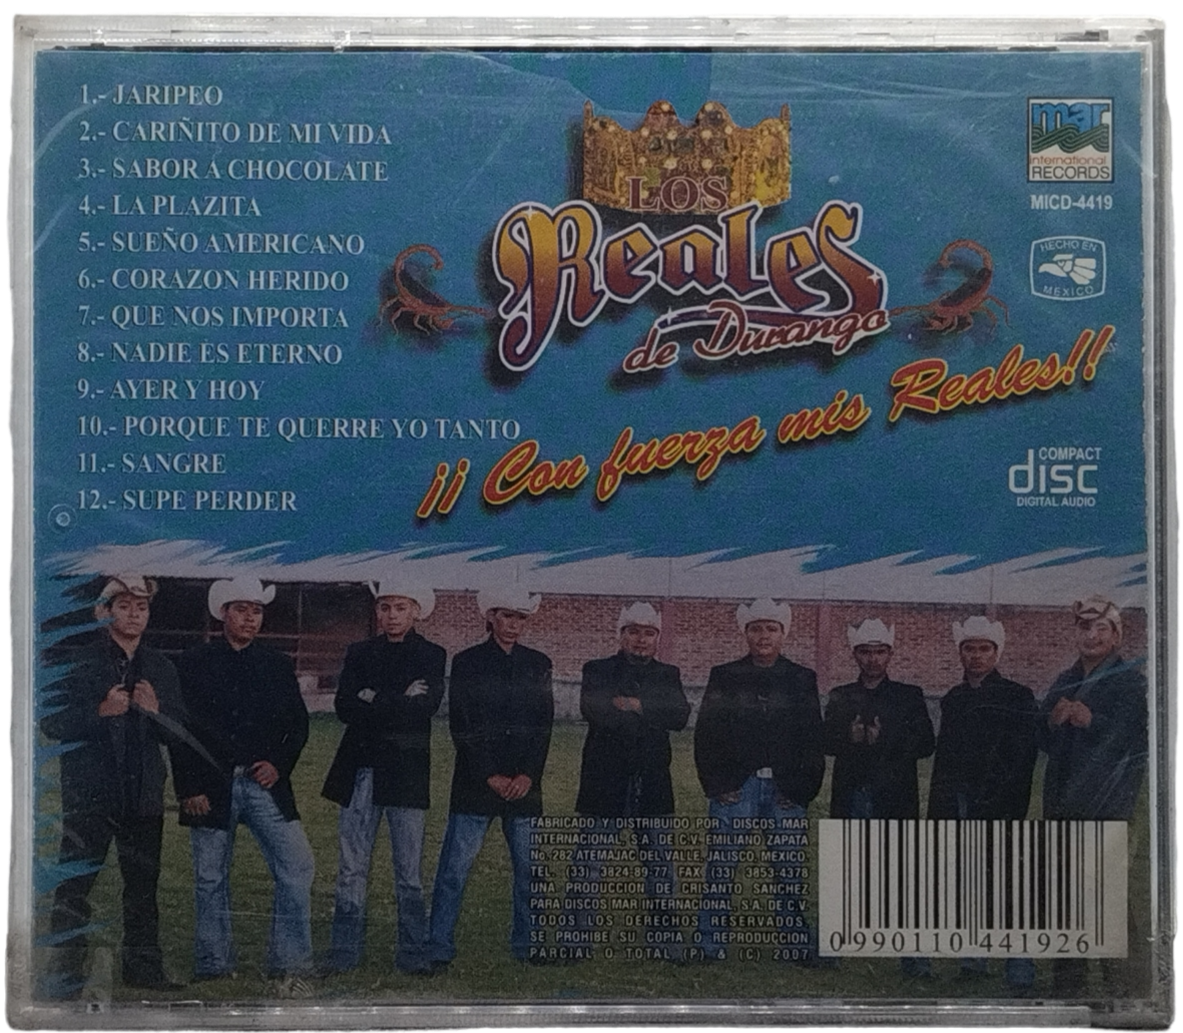 1.- JARIPEO
2.- CARIÑITO DE MI VIDA
3.- SABOR A CHOCOLATE
4.- LA PLAZITA
5.- SUEÑO AMERICANO
6.- CORAZON HERIDO
7.- QUE NOS IMPORTA
8.- NADIE ES ETERNO
9.- AYER Y HOY
10.- PORQUE TE QUERRE YO TANTO
11.- SANGRE
12.- SUPE PERDER
LOS
Reales
de Durango
¡¡ Con fuerza mis Reales!!
mar
international
RECORDS
MICD-4419
HECHO EN
MEXICO
COMPACT
disc
DIGITAL AUDIO
FABRICADO Y DISTRIBUIDO POR: DISCOS MAR
INTERNACIONAL, S.A. DE C.V. EMILIANO ZAPATA
No. 282 ATEMAJAC DEL VALLE, JALISCO, MEXICO.
TEL. (33) 3824-89-77 FAX (33) 3853-4378
UNA PRODUCCION DE CRISANTO SANCHEZ
PARA DISCOS MAR INTERNACIONAL, S.A. DE C.V.
TODOS LOS DERECHOS RESERVADOS,
SE PROHIBE SU COPIA O REPRODUCCION
PARCIAL O TOTAL (P) & (C) 2007
0 990110 441926